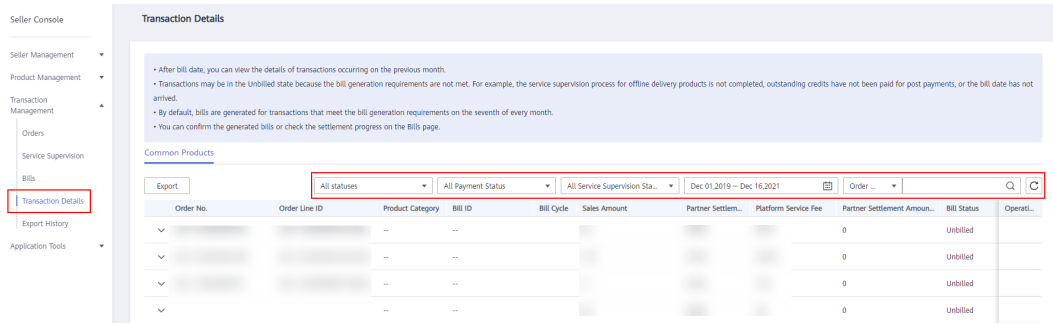 Seller Console
Transaction Details
Seller Management
Product Management
Transaction
Management
Orders
Service Supervision
Bills
Transaction Details
Export History
Application Tools
• After bill date, you can view the details of transactions occurring on the previous month.
• Transactions may be in the Unbilled state because the bill generation requirements are not met. For example, the service supervision process for offline delivery products is not completed, outstanding credits have not been paid for post payments, or the bill date has not
arrived.
• By default, bills are generated for transactions that meet the bill generation requirements on the seventh of every month.
• You can confirm the generated bills or check the settlement progress on the Bills page.
Common Products
Export All statuses All Payment Status All Service Supervision Sta... Dec 01,2019 — Dec 16,2021 Order ...
Order No. Order Line ID Product Category Bill ID Bill Cycle Sales Amount Partner Settlem... Platform Service Fee Partner Settlement Amoun... Bill Status Operati...
-- -- 0 Unbilled
-- -- 0 Unbilled
-- -- 0 Unbilled
-- -- 0 Unbilled